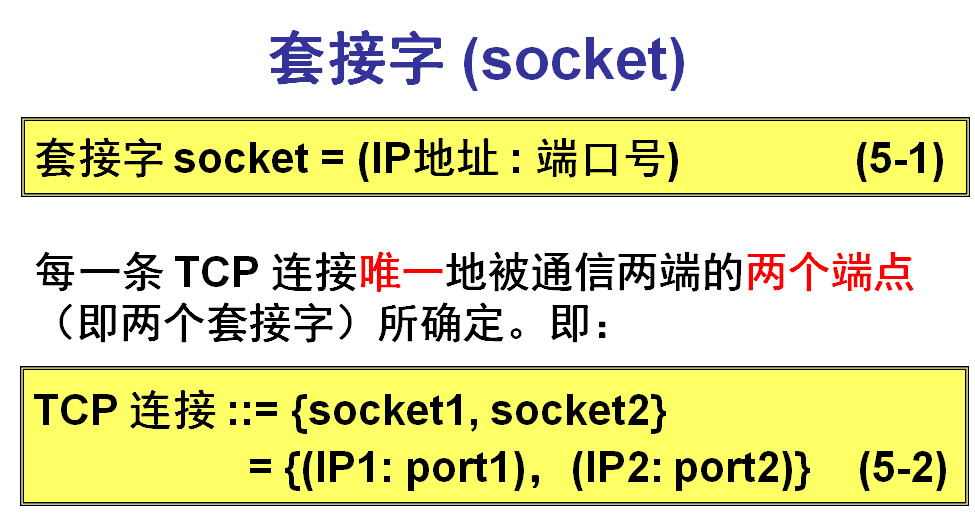 套接字 (socket)
套接字 socket = (IP地址 : 端口号) (5-1)
每一条 TCP 连接唯一地被通信两端的两个端点
（即两个套接字）所确定。即：
TCP 连接 ::= {socket1, socket2}
= {(IP1: port1)，(IP2: port2)} (5-2)